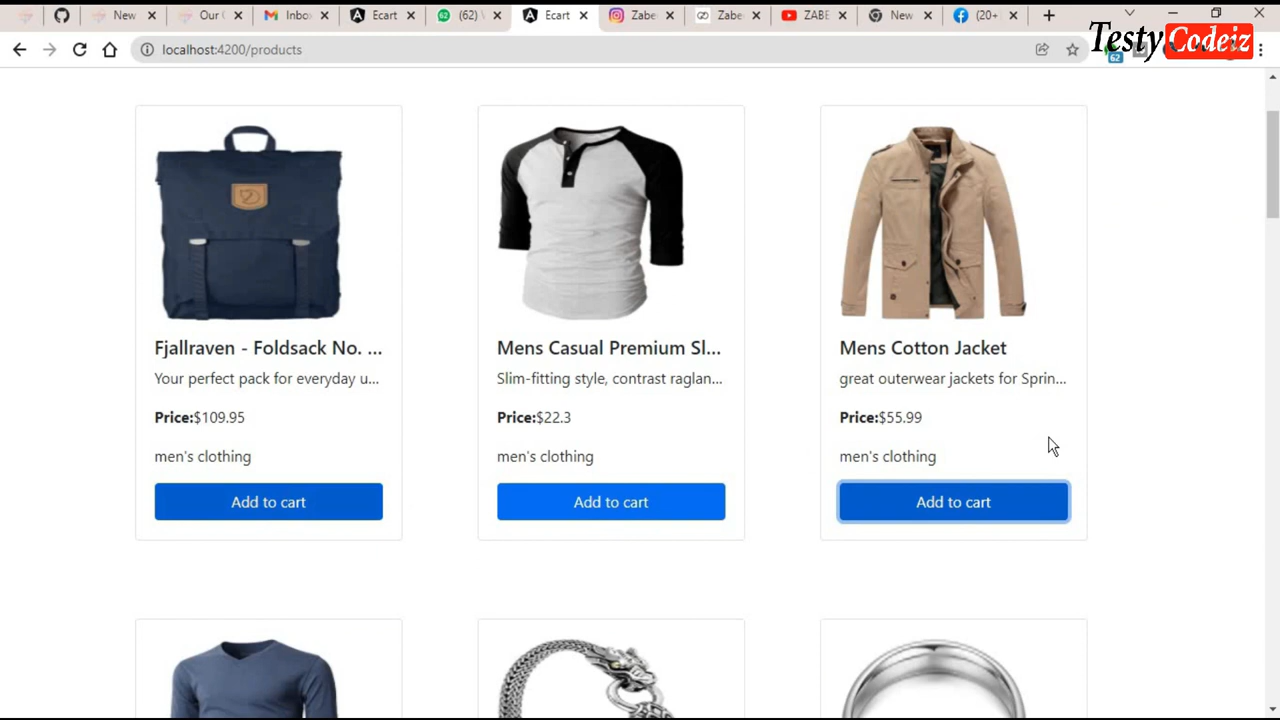 New
Our (
Inbo
Ecart
(62)
Ecart
Zabe
Zabe
ZABE
New
(20+
Testy Codeiz
localhost:4200/products
62
Fjallraven - Foldsack No. ...
Your perfect pack for everyday u...
Price:$109.95
men's clothing
Add to cart
Mens Casual Premium Sl...
Slim-fitting style, contrast raglan...
Price:$22.3
men's clothing
Add to cart
Mens Cotton Jacket
great outerwear jackets for Sprin...
Price:$55.99
men's clothing
Add to cart